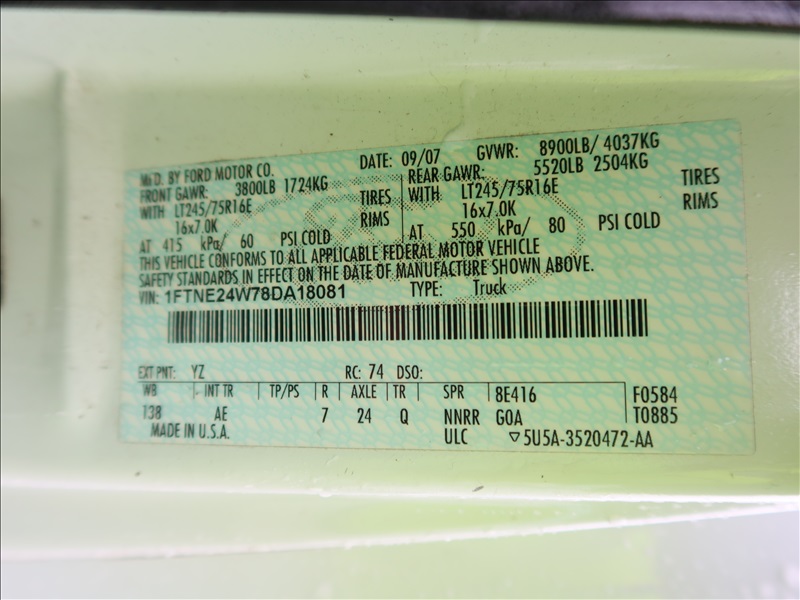 MFD. BY FORD MOTOR CO. DATE: 09/07 GVWR: 8900LB/ 4037KG
FRONT GAWR: 3800LB 1724KG REAR GAWR: 5520LB 2504KG
WITH LT245/75R16E TIRES WITH LT245/75R16E TIRES
16x7.0K RIMS 16x7.0K RIMS
AT 415 kPa/ 60 PSI COLD AT 550 kPa/ 80 PSI COLD
THIS VEHICLE CONFORMS TO ALL APPLICABLE FEDERAL MOTOR VEHICLE
SAFETY STANDARDS IN EFFECT ON THE DATE OF MANUFACTURE SHOWN ABOVE.
VIN: 1FTNE24W78DA18081 TYPE: Truck
EXT PNT: YZ RC: 74 DSO:
WB INT TR TP/PS R AXLE TR SPR 8E416 F0584
138 AE 7 24 Q NNRR GOA T0885
MADE IN U.S.A. ULC ▽5U5A-3520472-AA